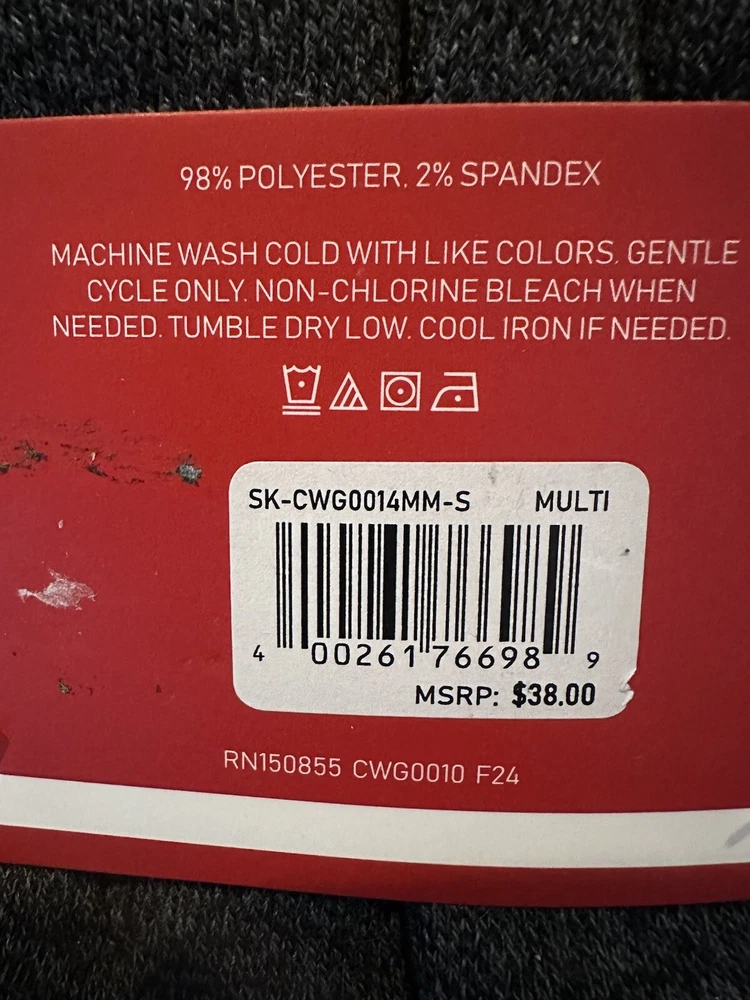 98% POLYESTER, 2% SPANDEX
MACHINE WASH COLD WITH LIKE COLORS. GENTLE
CYCLE ONLY. NON-CHLORINE BLEACH WHEN
NEEDED. TUMBLE DRY LOW. COOL IRON IF NEEDED.
SK-CWG0014MM-S MULTI
4 00261 76698 9
MSRP: $38.00
RN150855 CWG0010 F24